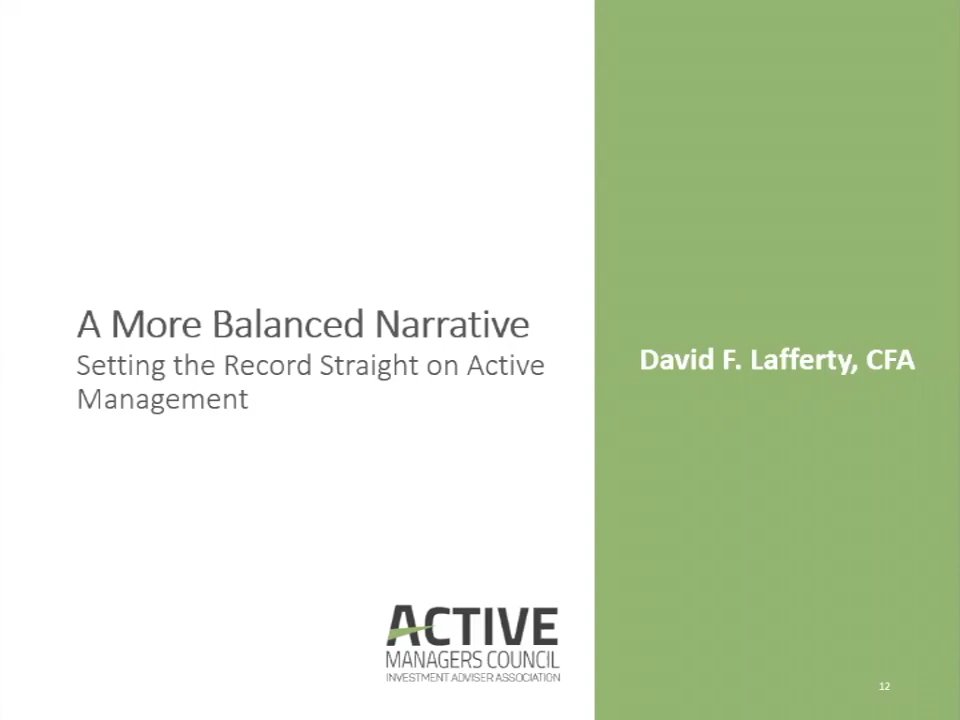 A More Balanced Narrative
Setting the Record Straight on Active
Management
David F. Lafferty, CFA
ACTIVE
MANAGERS COUNCIL
INVESTMENT ADVISER ASSOCIATION
12